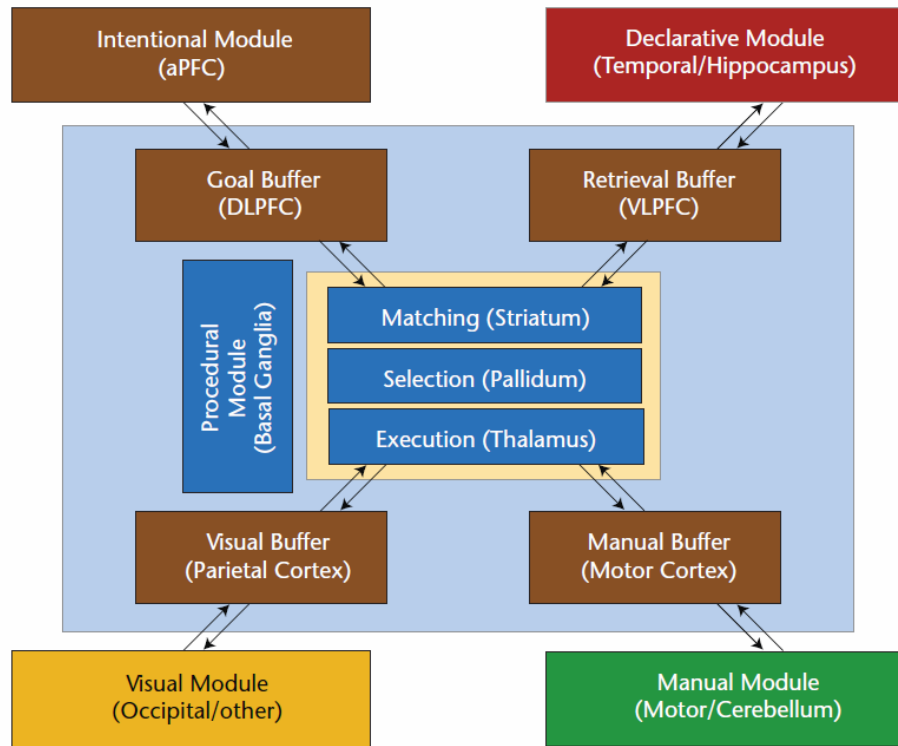 Intentional Module
(aPFC)
Declarative Module
(Temporal/Hippocampus)
Goal Buffer
(DLPFC)
Retrieval Buffer
(VLPFC)
Procedural
Module
(Basal Ganglia)
Matching (Striatum)
Selection (Pallidum)
Execution (Thalamus)
Visual Buffer
(Parietal Cortex)
Manual Buffer
(Motor Cortex)
Visual Module
(Occipital/other)
Manual Module
(Motor/Cerebellum)